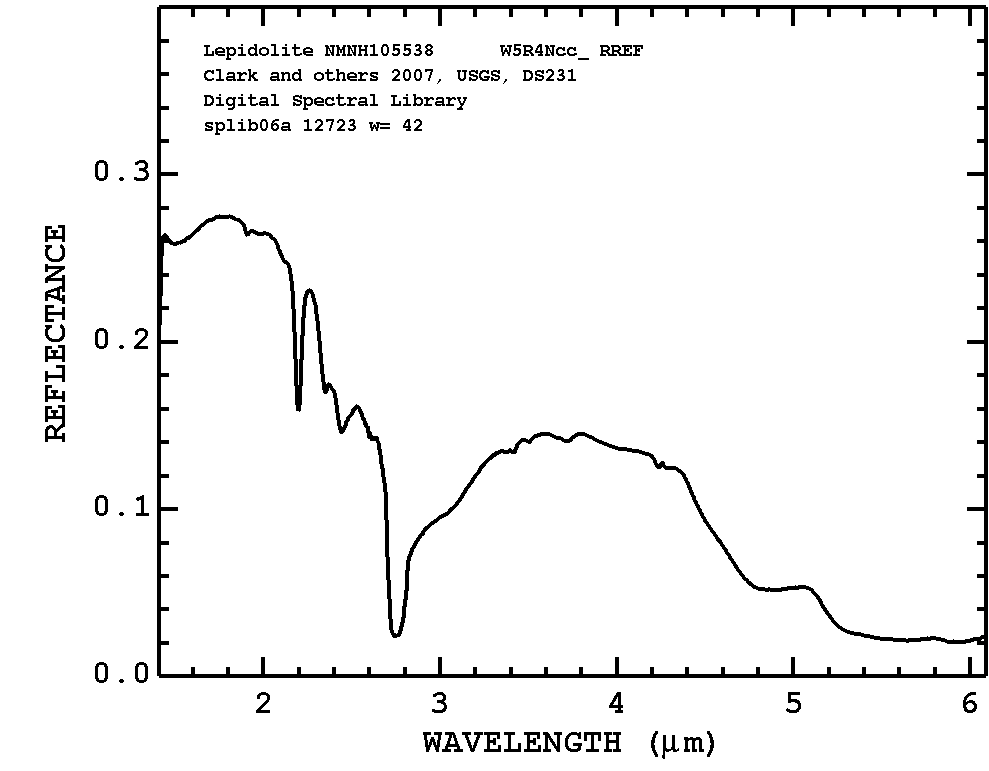 Lepidolite NMNH105538 W5R4Ncc_ RREF
Clark and others 2007, USGS, DS231
Digital Spectral Library
splib06a 12723 w= 42
0.3
0.2
0.1
0.0
REFLECTANCE
2 3 4 5 6
WAVELENGTH (µm)